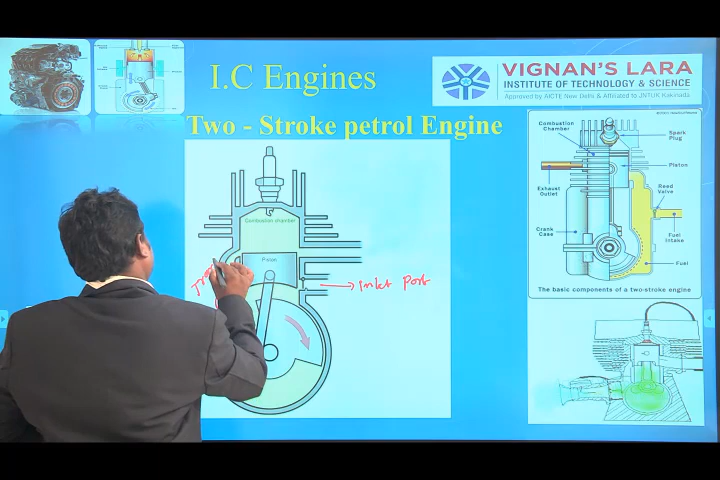 I.C Engines
VIGNAN'S LARA
INSTITUTE OF TECHNOLOGY & SCIENCE
Approved by AICTE New Delhi & Affiliated to JNTUK Kakinada
Two - Stroke petrol Engine
Combustion chamber
Piston
Inlet Port
Combustion
Chamber
Spark
Plug
Piston
Exhaust
Outlet
Reed
Valve
Crank
Case
Fuel
Intake
Fuel
The basic components of a two-stroke engine